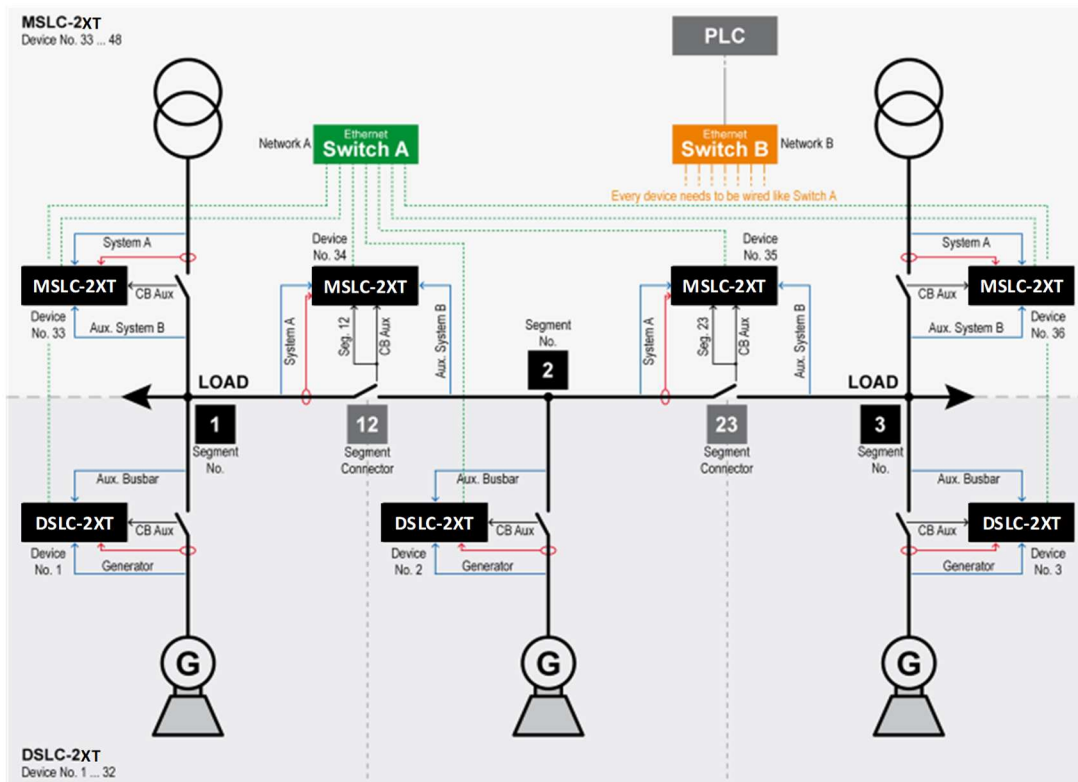 MSLC-2XT
Device No. 33 ... 48
PLC
Network A
Ethernet
Switch A
Ethernet
Switch B
Network B
Every device needs to be wired like Switch A
System A
MSLC-2XT
CB Aux
Device
No. 33
Aux. System B
Device
No. 34
MSLC-2XT
System A
Seg. 12
CB Aux
Aux. System B
Device
No. 35
MSLC-2XT
System A
Seg. 23
CB Aux
Aux. System B
System A
MSLC-2XT
CB Aux
Device
No. 36
Aux. System B
LOAD
1
Segment
No.
12
Segment
Connector
Segment
No.
2
23
Segment
Connector
LOAD
3
Segment
No.
Aux. Busbar
DSLC-2XT
CB Aux
Device
No. 1
Generator
G
Aux. Busbar
DSLC-2XT
CB Aux
Device
No. 2
Generator
G
Aux. Busbar
DSLC-2XT
CB Aux
Device
No. 3
Generator
G
DSLC-2XT
Device No. 1 ... 32